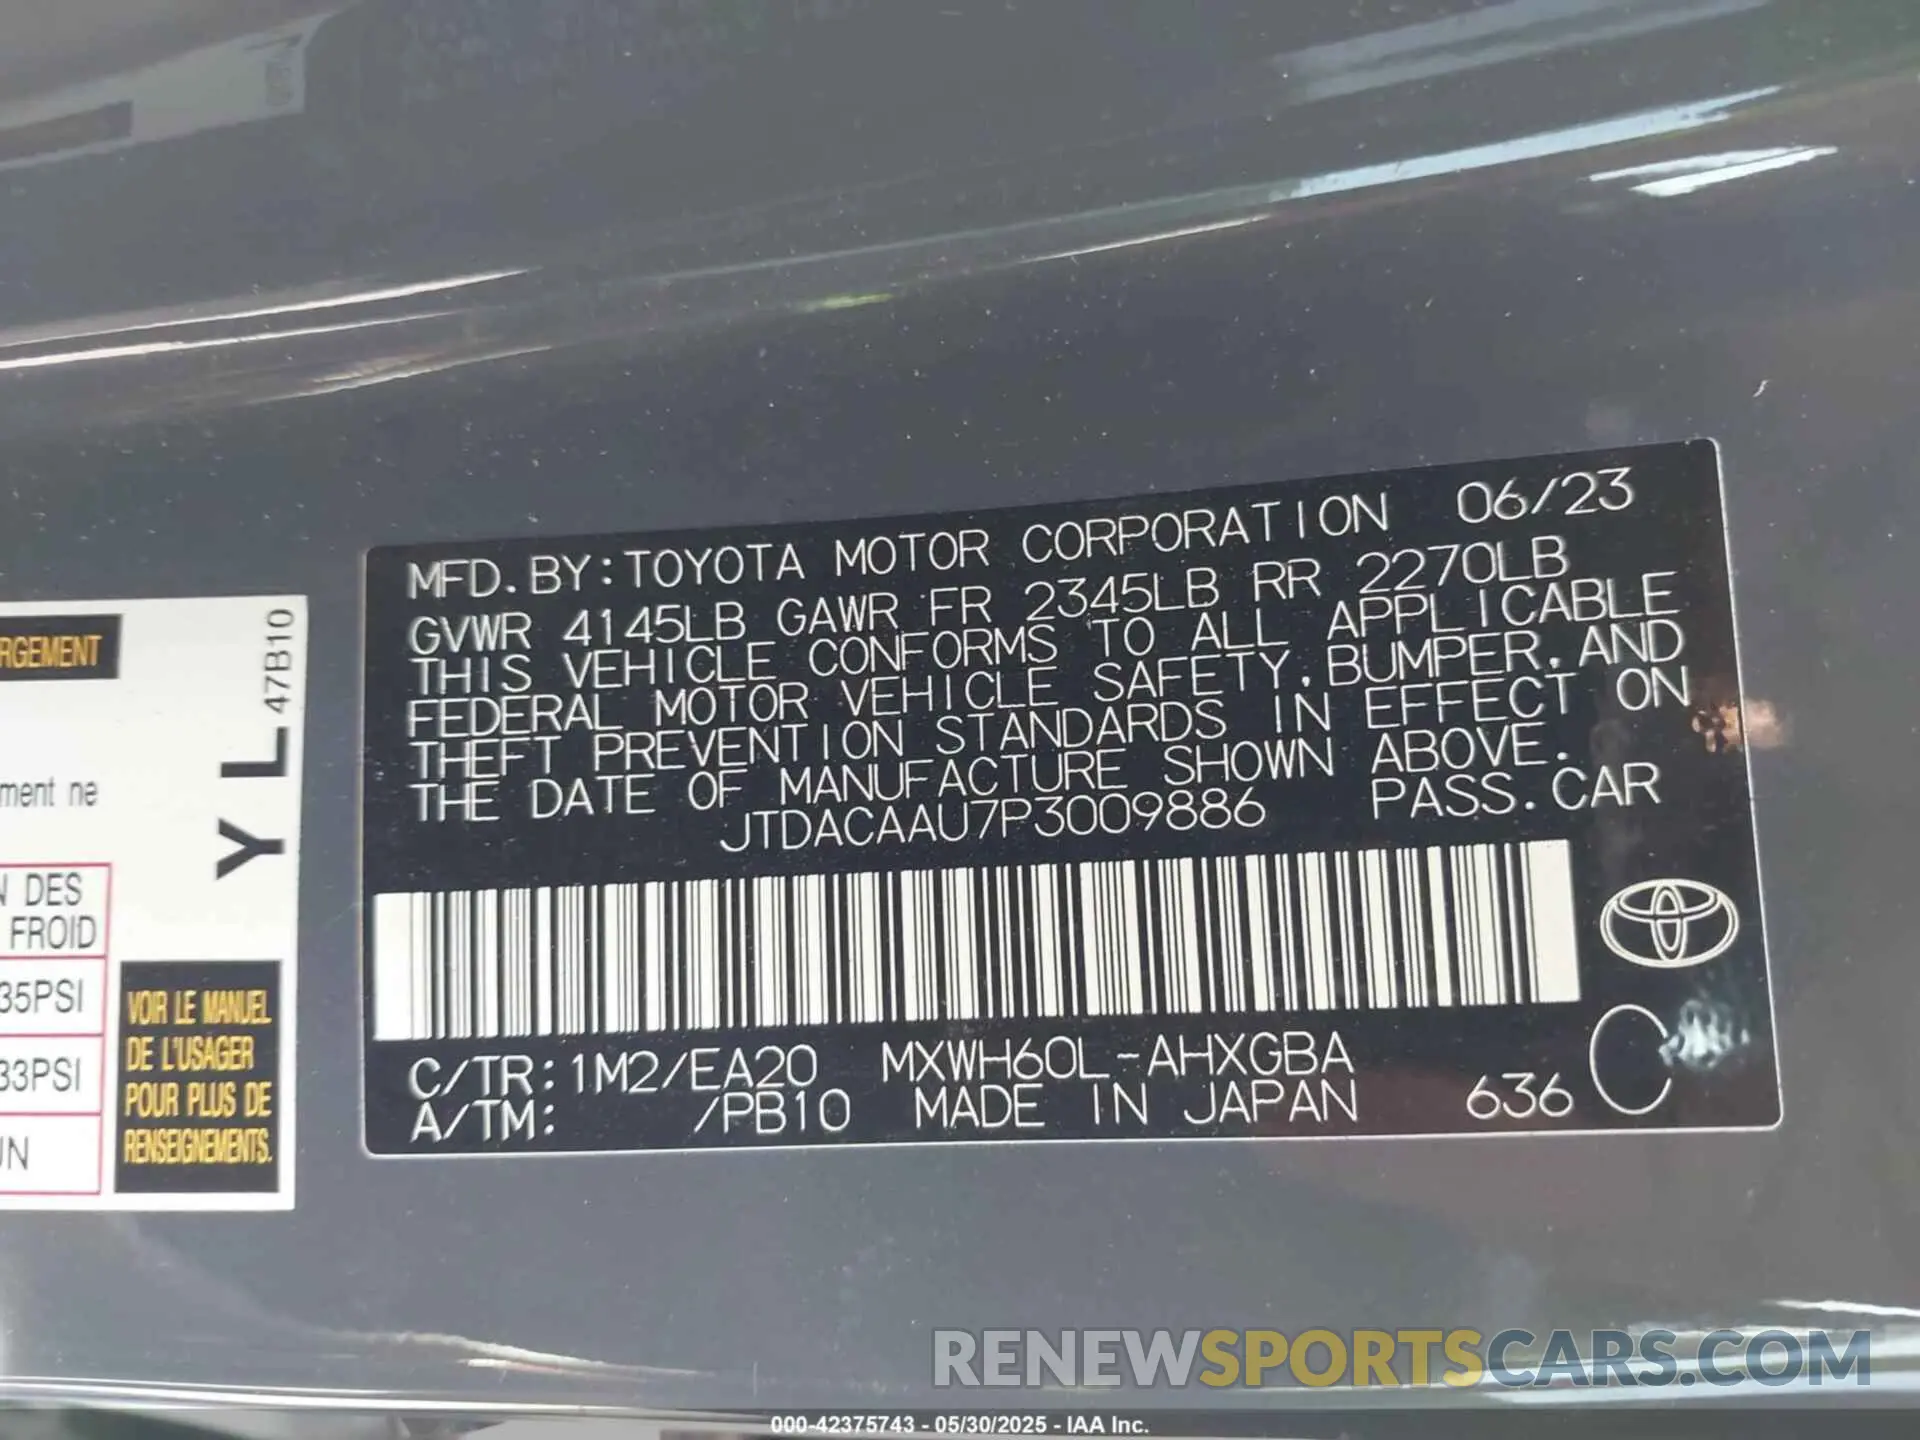 MFD. BY: TOYOTA MOTOR CORPORATION 06/23
GVWR 4145LB GAWR FR 2345LB RR 2270LB
THIS VEHICLE CONFORMS TO ALL APPLICABLE
FEDERAL MOTOR VEHICLE SAFETY, BUMPER, AND
THEFT PREVENTION STANDARDS IN EFFECT ON
THE DATE OF MANUFACTURE SHOWN ABOVE.
JTDACAAU7P3009886 PASS. CAR
C/TR: 1M2/EA20 MXWH60L-AHXGBA
A/TM: /PB10 MADE IN JAPAN 636 C
RGEMENT
ment ne
N DES
FROID
35PSI
33PSI
UN
YL 47B10
VOIR LE MANUEL
DE L'USAGER
POUR PLUS DE
RENSEIGNEMENTS.
RENEWSPORTSCARS.COM
000-42375743 - 05/30/2025 - IAA Inc.